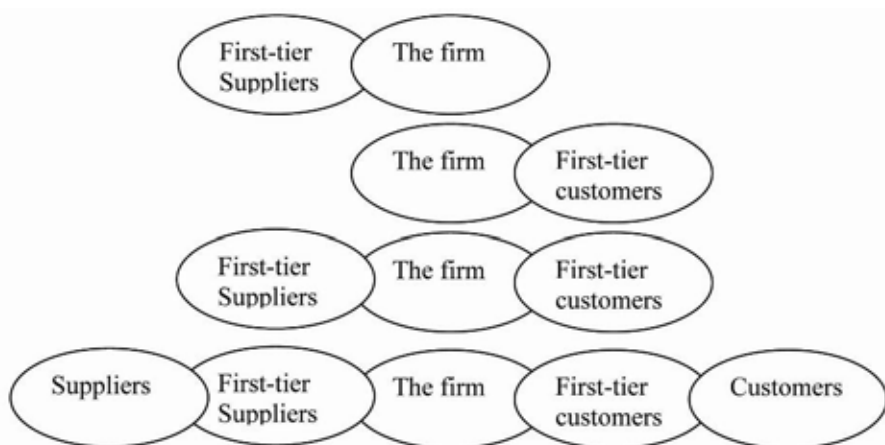 First-tier
Suppliers
The firm
The firm
First-tier
customers
First-tier
Suppliers
The firm
First-tier
customers
Suppliers
First-tier
Suppliers
The firm
First-tier
customers
Customers